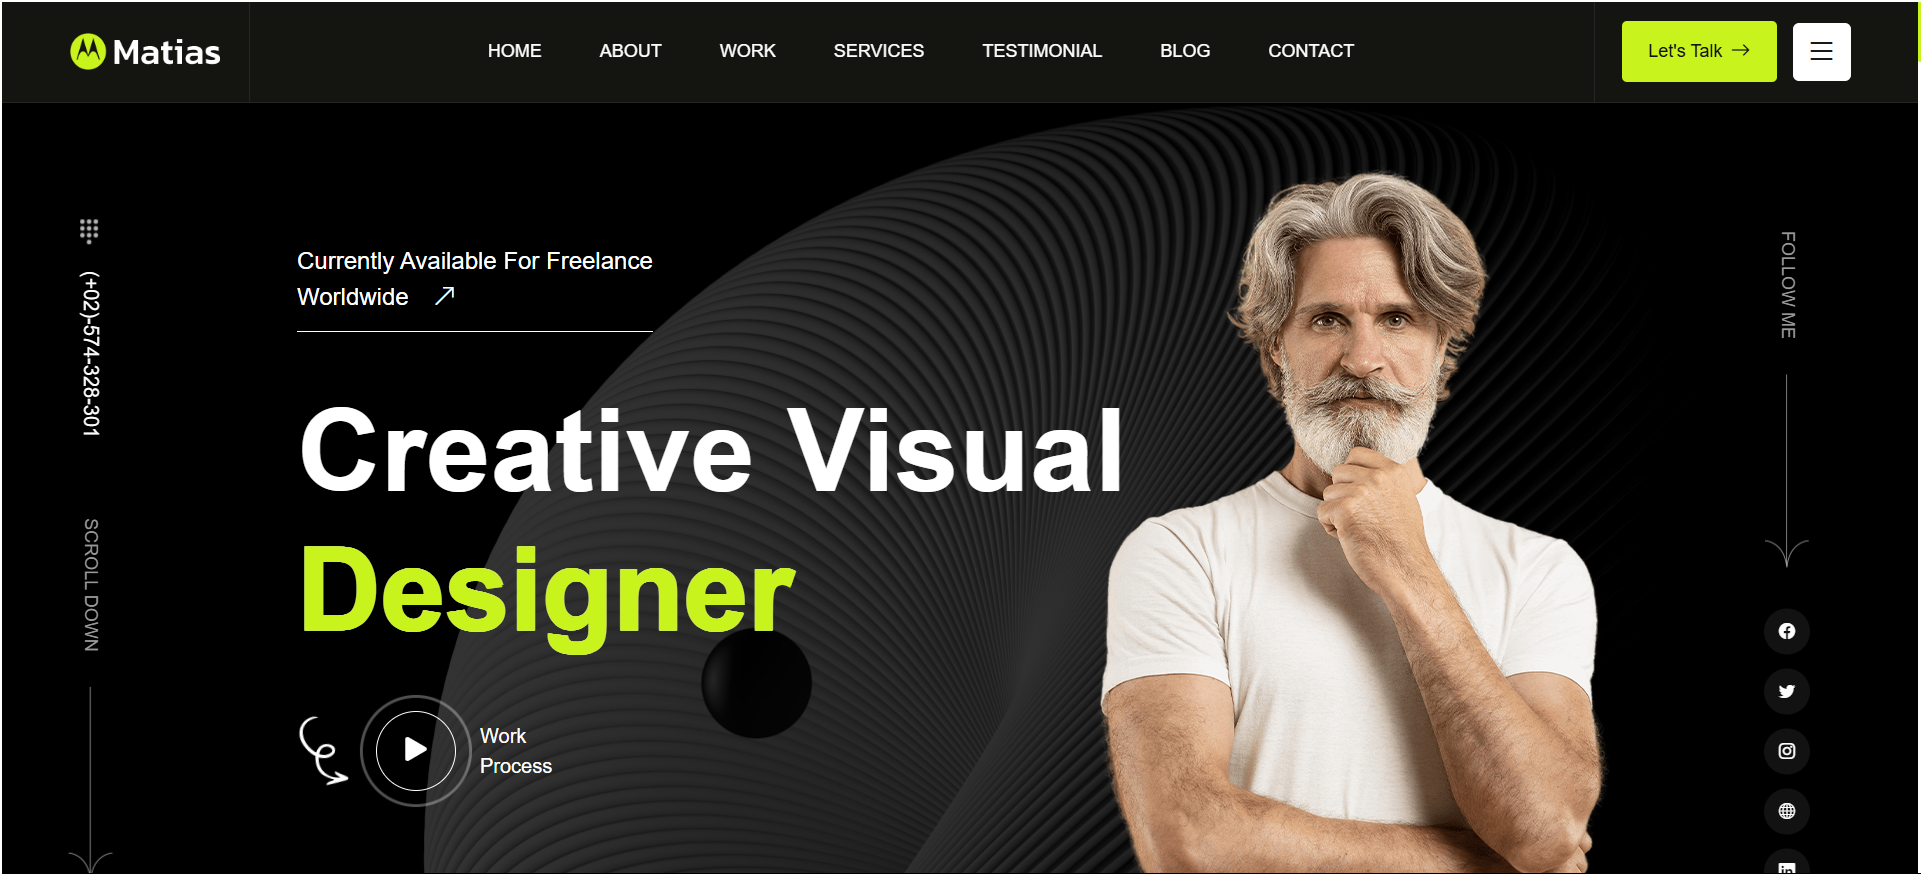 Matias
HOME
ABOUT
WORK
SERVICES
TESTIMONIAL
BLOG
CONTACT
Let's Talk
(+02)-574-328-301
SCROLL DOWN
Currently Available For Freelance
Worldwide
Creative Visual
Designer
Work
Process
FOLLOW ME
in